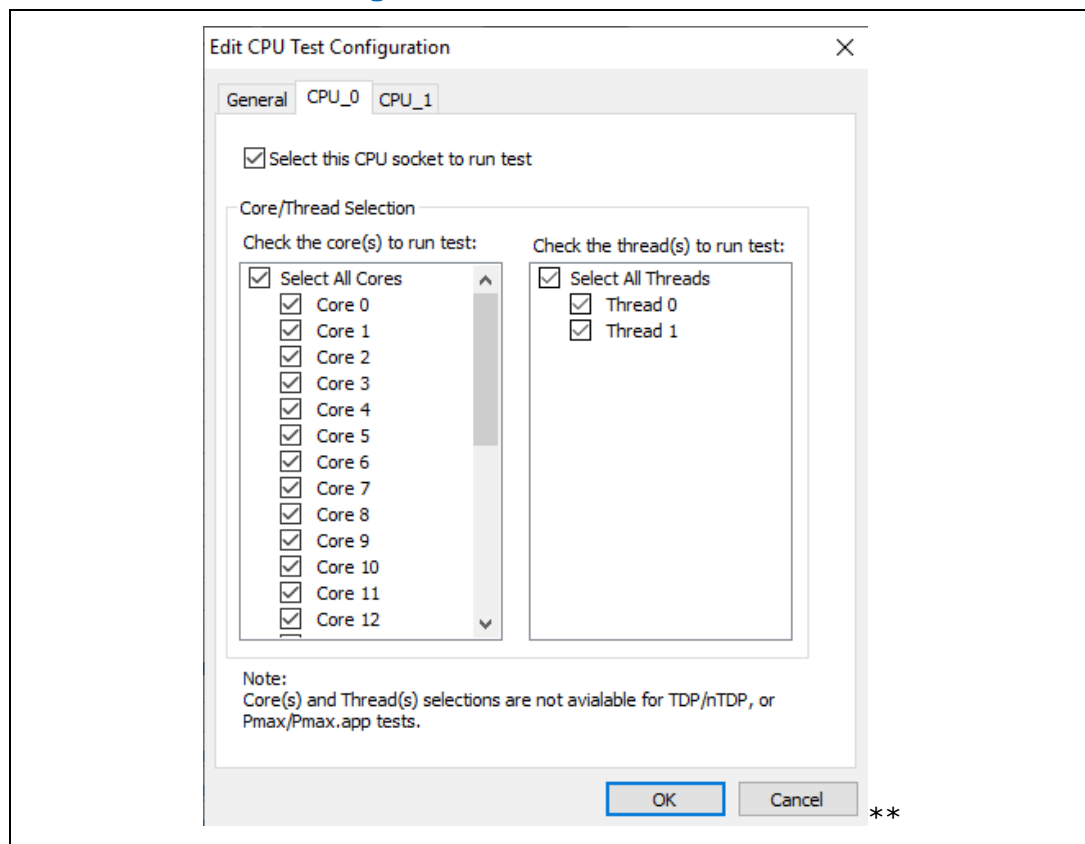 Edit CPU Test Configuration
General CPU_0 CPU_1
Select this CPU socket to run test
Core/Thread Selection
Check the core(s) to run test:
Select All Cores
Core 0
Core 1
Core 2
Core 3
Core 4
Core 5
Core 6
Core 7
Core 8
Core 9
Core 10
Core 11
Core 12
Check the thread(s) to run test:
Select All Threads
Thread 0
Thread 1
Note:
Core(s) and Thread(s) selections are not avialable for TDP/nTDP, or
Pmax/Pmax.app tests.
OK Cancel
**